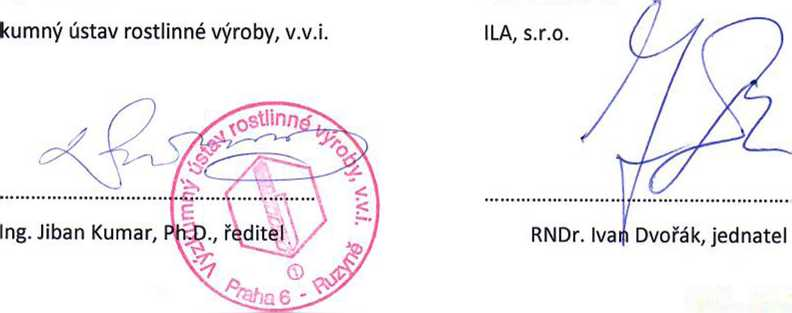 kumný ústav rostlinné výroby, v.v.i.
ILA, s.r.o.
Výzkumný ústav rostlinné výroby, v.v.i.
Praha 6 - Ruzyně
1
Ing. Jiban Kumar, Ph.D., ředitel
RNDr. Ivan Dvořák, jednatel